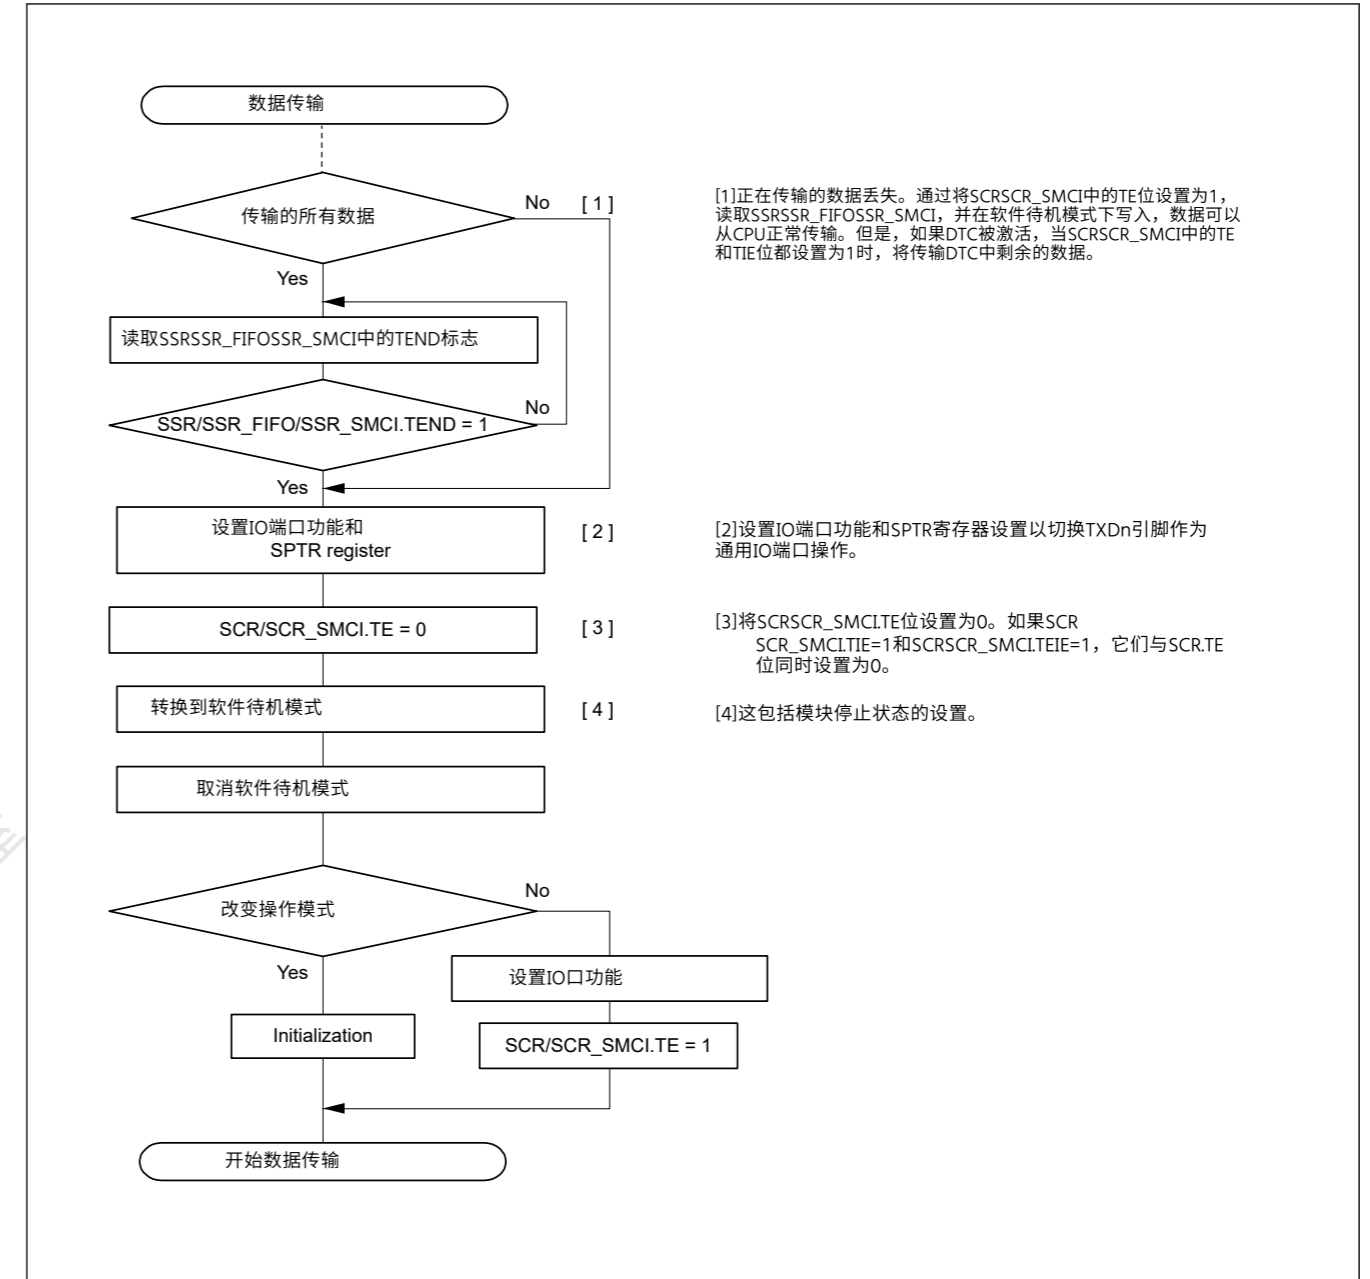 数据传输
传输的所有数据
No
[ 1 ]
[1]正在传输的数据丢失。通过将SCRSCR_SMCI中的TE位设置为1，
读取SSRSSR_FIFOSSR_SMCI，并在软件待机模式下写入，数据可以
从CPU正常传输。但是，如果DTC被激活，当SCRSCR_SMCI中的TE
和TIE位都设置为1时，将传输DTC中剩余的数据。
Yes
读取SSRSSR_FIFOSSR_SMCI中的TEND标志
SSR/SSR_FIFO/SSR_SMCI.TEND = 1
No
Yes
设置IO端口功能和
SPTR register
[ 2 ]
[2]设置IO端口功能和SPTR寄存器设置以切换TXDn引脚作为
通用IO端口操作。
SCR/SCR_SMCI.TE = 0
[ 3 ]
[3]将SCRSCR_SMCI.TE位设置为0。如果SCR
SCR_SMCI.TIE=1和SCRSCR_SMCI.TEIE=1，它们与SCR.TE
位同时设置为0。
转换到软件待机模式
[ 4 ]
[4]这包括模块停止状态的设置。
取消软件待机模式
改变操作模式
No
Yes
设置IO口功能
Initialization
SCR/SCR_SMCI.TE = 1
开始数据传输